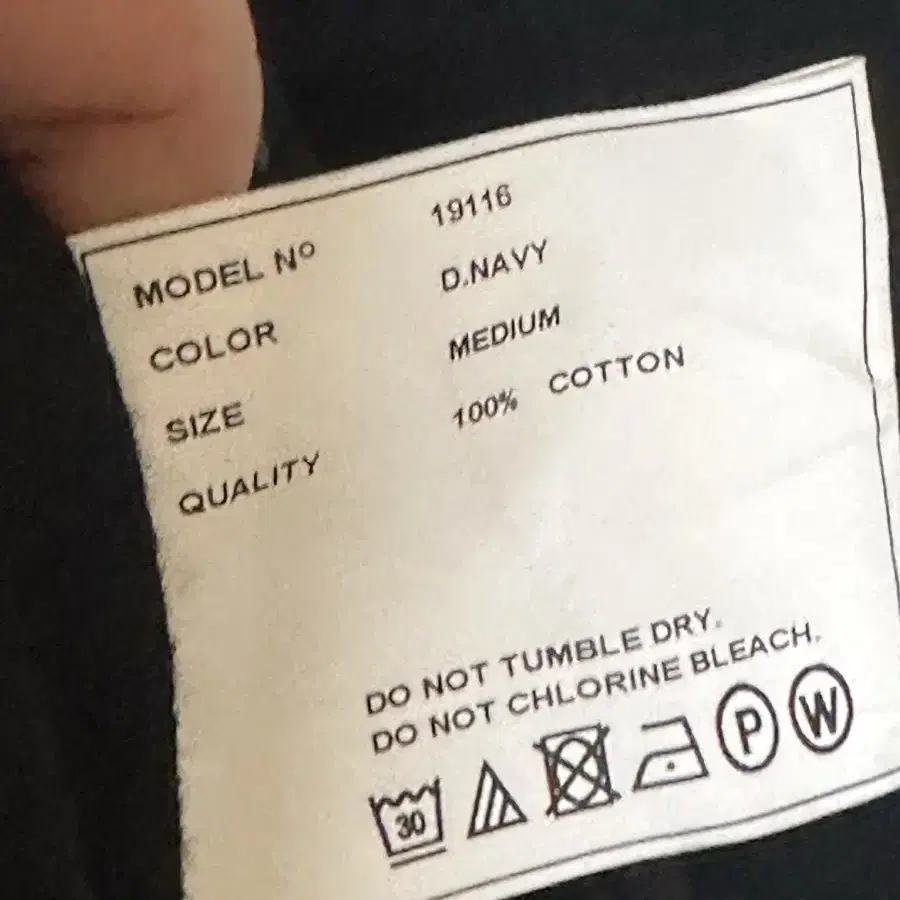 MODEL Nº 19116
COLOR D.NAVY
SIZE MEDIUM
QUALITY 100% COTTON
DO NOT TUMBLE DRY.
DO NOT CHLORINE BLEACH.
30 P W